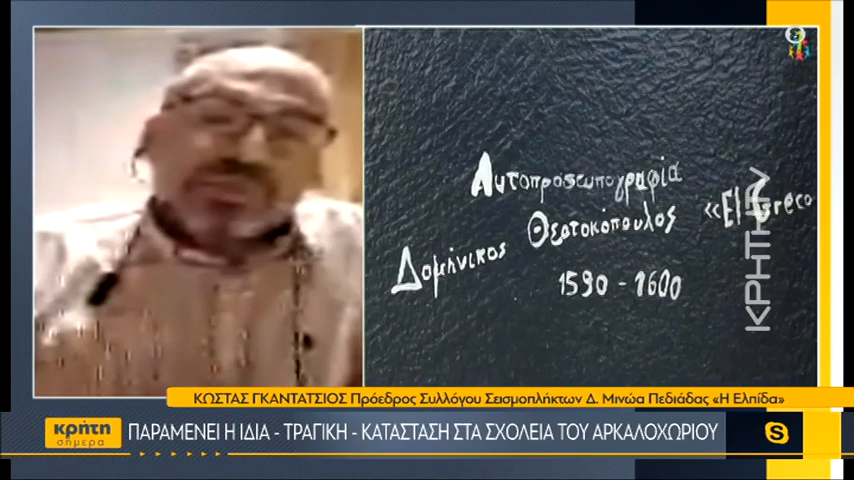 Αυτοπροσωπογραφία
Δομήνικος Θεοτοκόπουλος «El Greco
1590 - 1600
ΚΡΗΤΗTV
ΚΩΣΤΑΣ ΓΚΑΝΤΑΤΣΙΟΣ Πρόεδρος Συλλόγου Σεισμοπλήκτων Δ. Μινώα Πεδιάδας «Η Ελπίδα»
κρήτη
σήμερα
ΠΑΡΑΜΕΝΕΙ Η ΙΔΙΑ - ΤΡΑΓΙΚΗ - ΚΑΤΑΣΤΑΣΗ ΣΤΑ ΣΧΟΛΕΙΑ ΤΟΥ ΑΡΚΑΛΟΧΩΡΙΟΥ
S